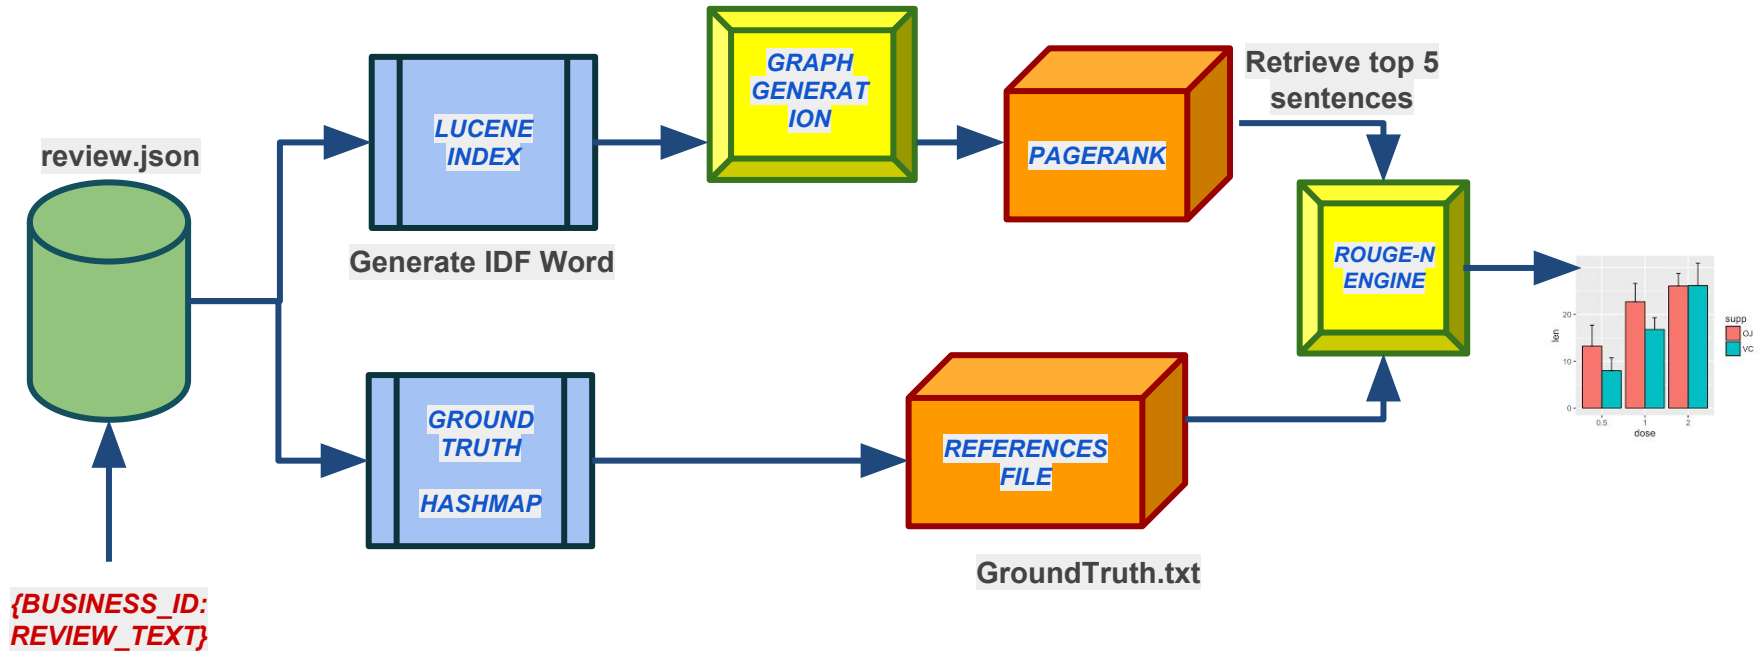 review.json
{BUSINESS_ID:
REVIEW_TEXT}
LUCENE
INDEX
Generate IDF Word
GRAPH
GENERAT
ION
PAGERANK
Retrieve top 5
sentences
GROUND
TRUTH
HASHMAP
REFERENCES
FILE
GroundTruth.txt
ROUGE-N
ENGINE
len
20
10
0
0.5
1
2
dose
supp
OJ
VC